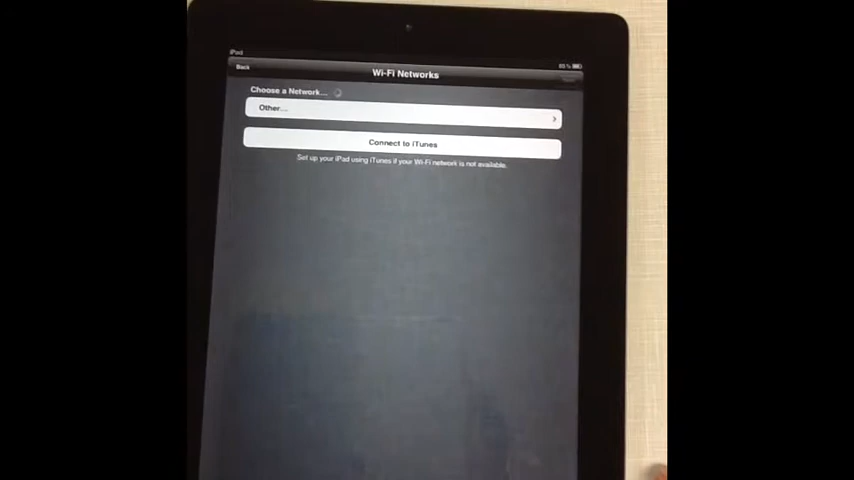 iPad
Back
Wi-Fi Networks
Choose a Network...
Other...
Connect to iTunes
Set up your iPad using iTunes if your Wi-Fi network is not available.